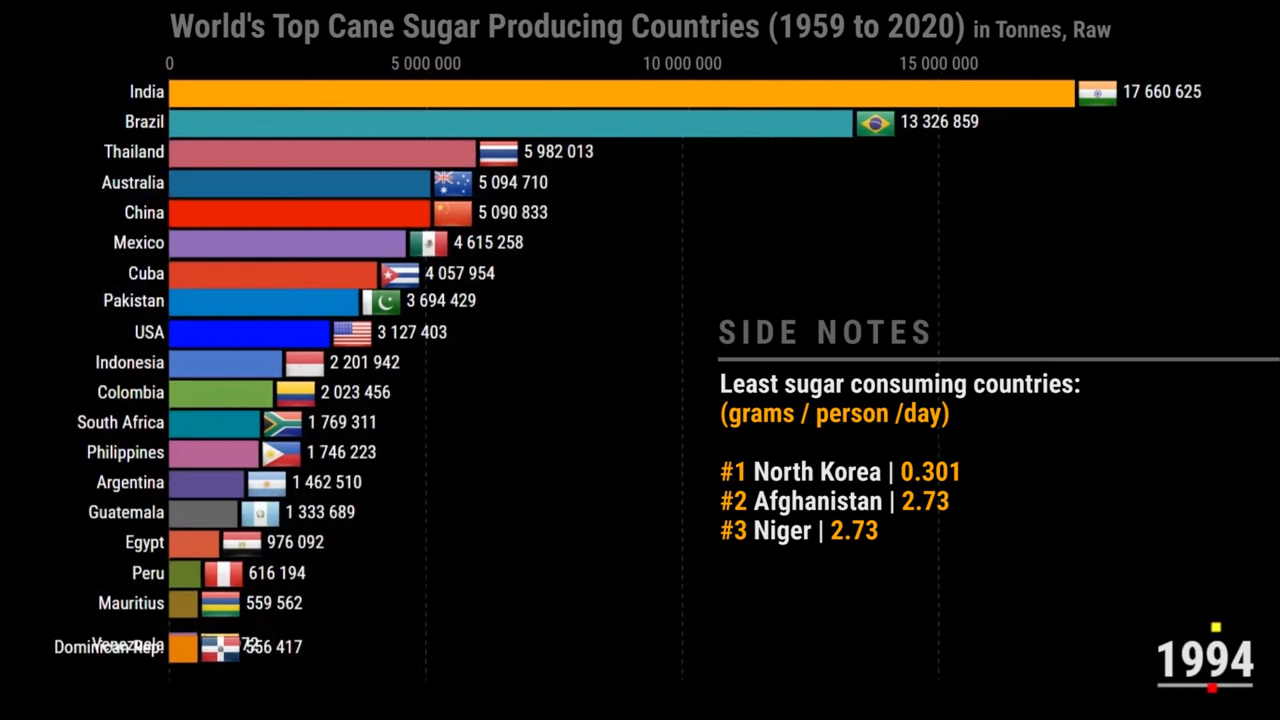 World's Top Cane Sugar Producing Countries (1959 to 2020) in Tonnes, Raw
0 5 000 000 10 000 000 15 000 000
India 17 660 625
Brazil 13 326 859
Thailand 5 982 013
Australia 5 094 710
China 5 090 833
Mexico 4 615 258
Cuba 4 057 954
Pakistan 3 694 429
USA 3 127 403
Indonesia 2 201 942
Colombia 2 023 456
South Africa 1 769 311
Philippines 1 746 223
Argentina 1 462 510
Guatemala 1 333 689
Egypt 976 092
Peru 616 194
Mauritius 559 562
Venezuela
Dominican Rep. 556 417
SIDE NOTES
Least sugar consuming countries:
(grams / person /day)
#1 North Korea | 0.301
#2 Afghanistan | 2.73
#3 Niger | 2.73
1994